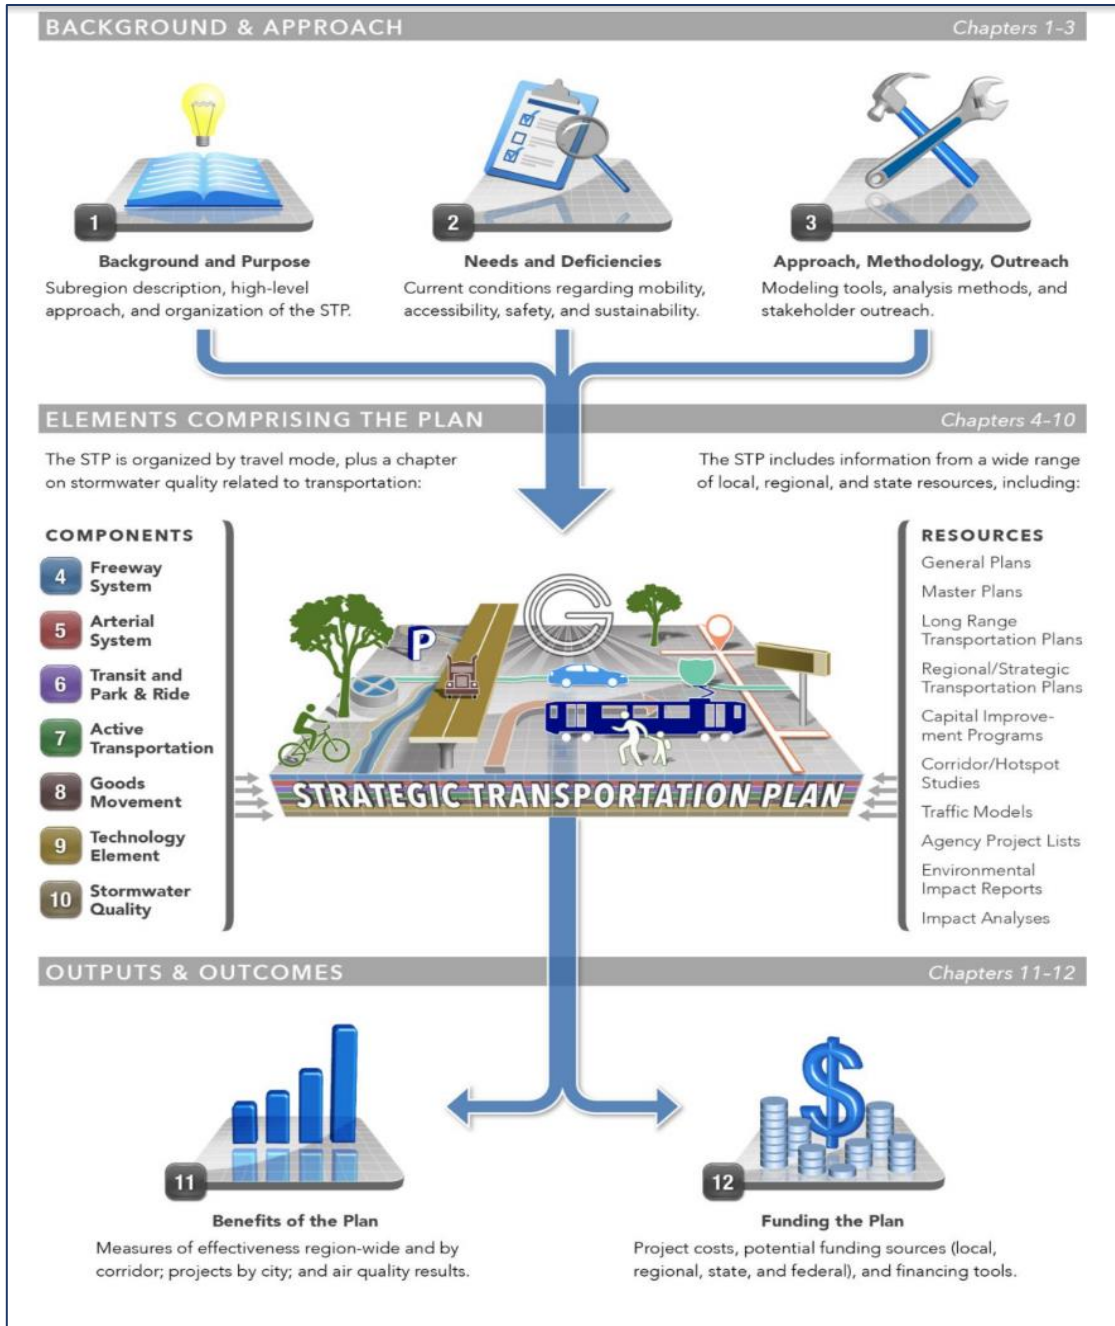 BACKGROUND & APPROACH
Chapters 1–3
1
Background and Purpose
Subregion description, high-level
approach, and organization of the STP.
2
Needs and Deficiencies
Current conditions regarding mobility,
accessibility, safety, and sustainability.
3
Approach, Methodology, Outreach
Modeling tools, analysis methods, and
stakeholder outreach.
ELEMENTS COMPRISING THE PLAN
Chapters 4–10
The STP is organized by travel mode, plus a chapter
on stormwater quality related to transportation:
The STP includes information from a wide range
of local, regional, and state resources, including:
COMPONENTS
4
Freeway
System
5
Arterial
System
6
Transit and
Park & Ride
7
Active
Transportation
8
Goods
Movement
9
Technology
Element
10
Stormwater
Quality
P
G
STRATEGIC TRANSPORTATION PLAN
RESOURCES
General Plans
Master Plans
Long Range
Transportation Plans
Regional/Strategic
Transportation Plans
Capital Improve-
ment Programs
Corridor/Hotspot
Studies
Traffic Models
Agency Project Lists
Environmental
Impact Reports
Impact Analyses
OUTPUTS & OUTCOMES
Chapters 11–12
11
Benefits of the Plan
Measures of effectiveness region-wide and by
corridor; projects by city; and air quality results.
$
12
Funding the Plan
Project costs, potential funding sources (local,
regional, state, and federal), and financing tools.